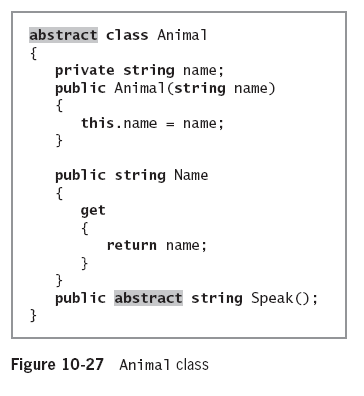 abstract class Animal
{
private string name;
public Animal(string name)
{
this.name = name;
}
public string Name
{
get
{
return name;
}
}
public abstract string Speak();
}
Figure 10-27 Animal class